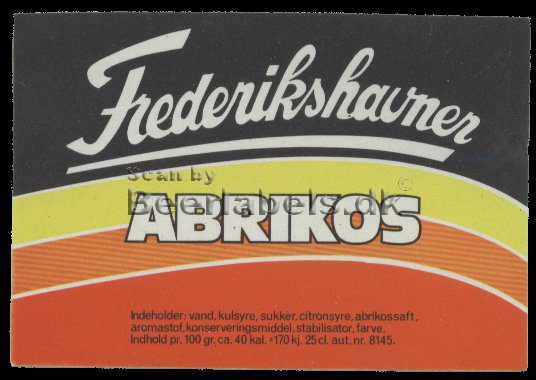 Frederikshavner
Scan by
Beerlabels.dk ©
ABRIKOS
Indeholder: vand, kulsyre, sukker, citronsyre, abrikossaft,
aromastof, konserveringsmiddel, stabilisator, farve.
Indhold pr. 100 gr. ca. 40 kal. = 170 kj. 25 cl. aut. nr. 8145.